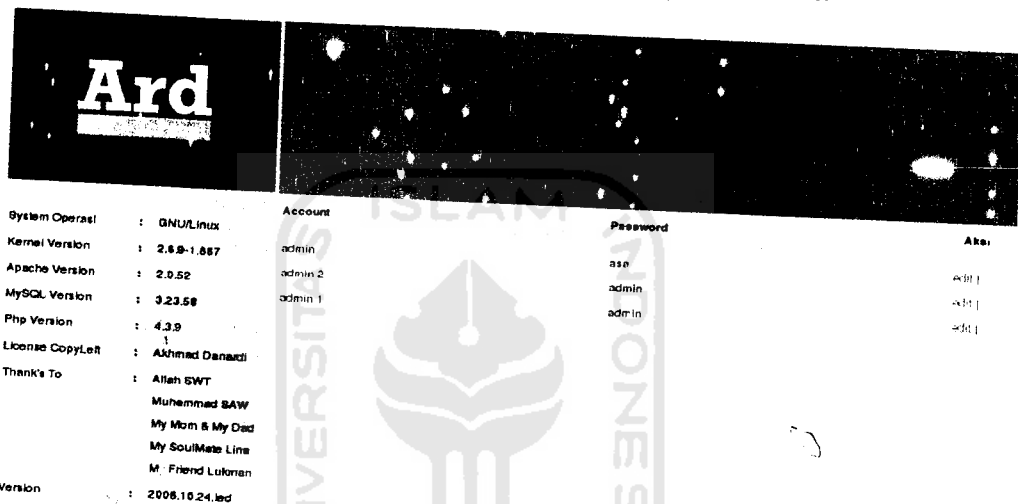 Ard
System Operasi : GNU/Linux
Kernel Version : 2.6.9-1.667
Apache Version : 2.0.52
MySQL Version : 3.23.58
Php Version : 4.3.9
License CopyLeft : Akhmad Danardi
Thank's To : Allah SWT
Muhammad SAW
My Mom & My Dad
My SoulMate Lina
My Friend Lukman
Version : 2006.10.24.led
Account Password Aksi
admin asa edit |
admin 2 admin edit |
admin 1 admin edit |
ISLAM